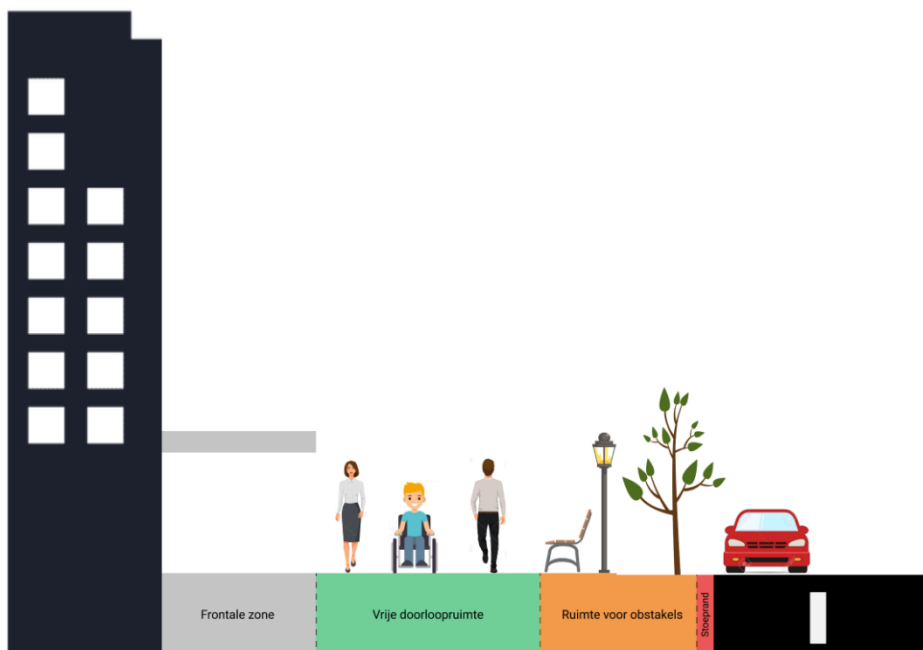 Frontale zone
Vrije doorloopruimte
Ruimte voor obstakels
Stoeprand